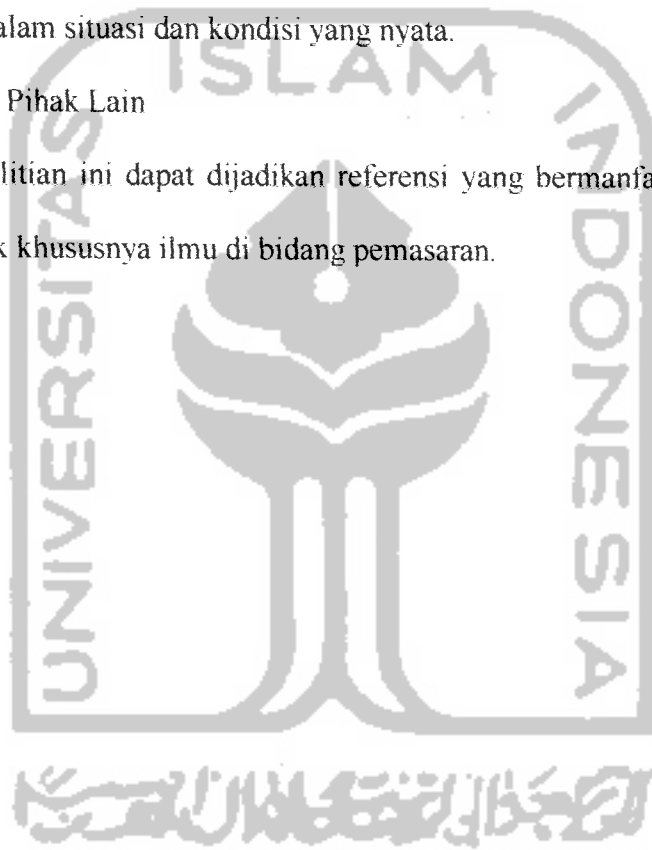 alam situasi dan kondisi yang nyata.
ISLAM
Pihak Lain
litian ini dapat dijadikan referensi yang bermanfa
k khususnya ilmu di bidang pemasaran.
UNIVERSITAS
INDONESIA